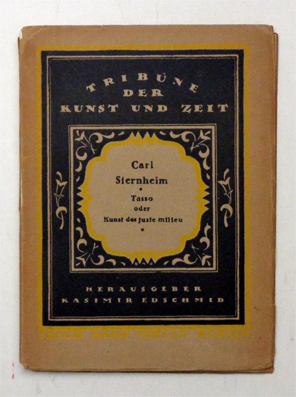 TRIBÜNE
DER
KUNST UND ZEIT
Carl
Sternheim
Tasso
oder
Kunst des juste milieu
HERAUSGEBER
KASIMIR EDSCHMID